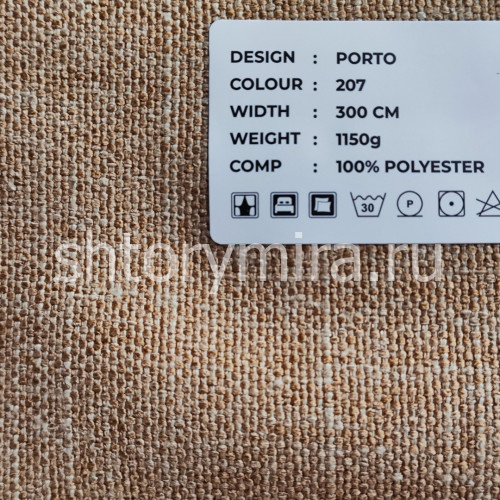 DESIGN : PORTO
COLOUR : 207
WIDTH : 300 CM
WEIGHT : 1150g
COMP : 100% POLYESTER
30 P
shtorymira.ru